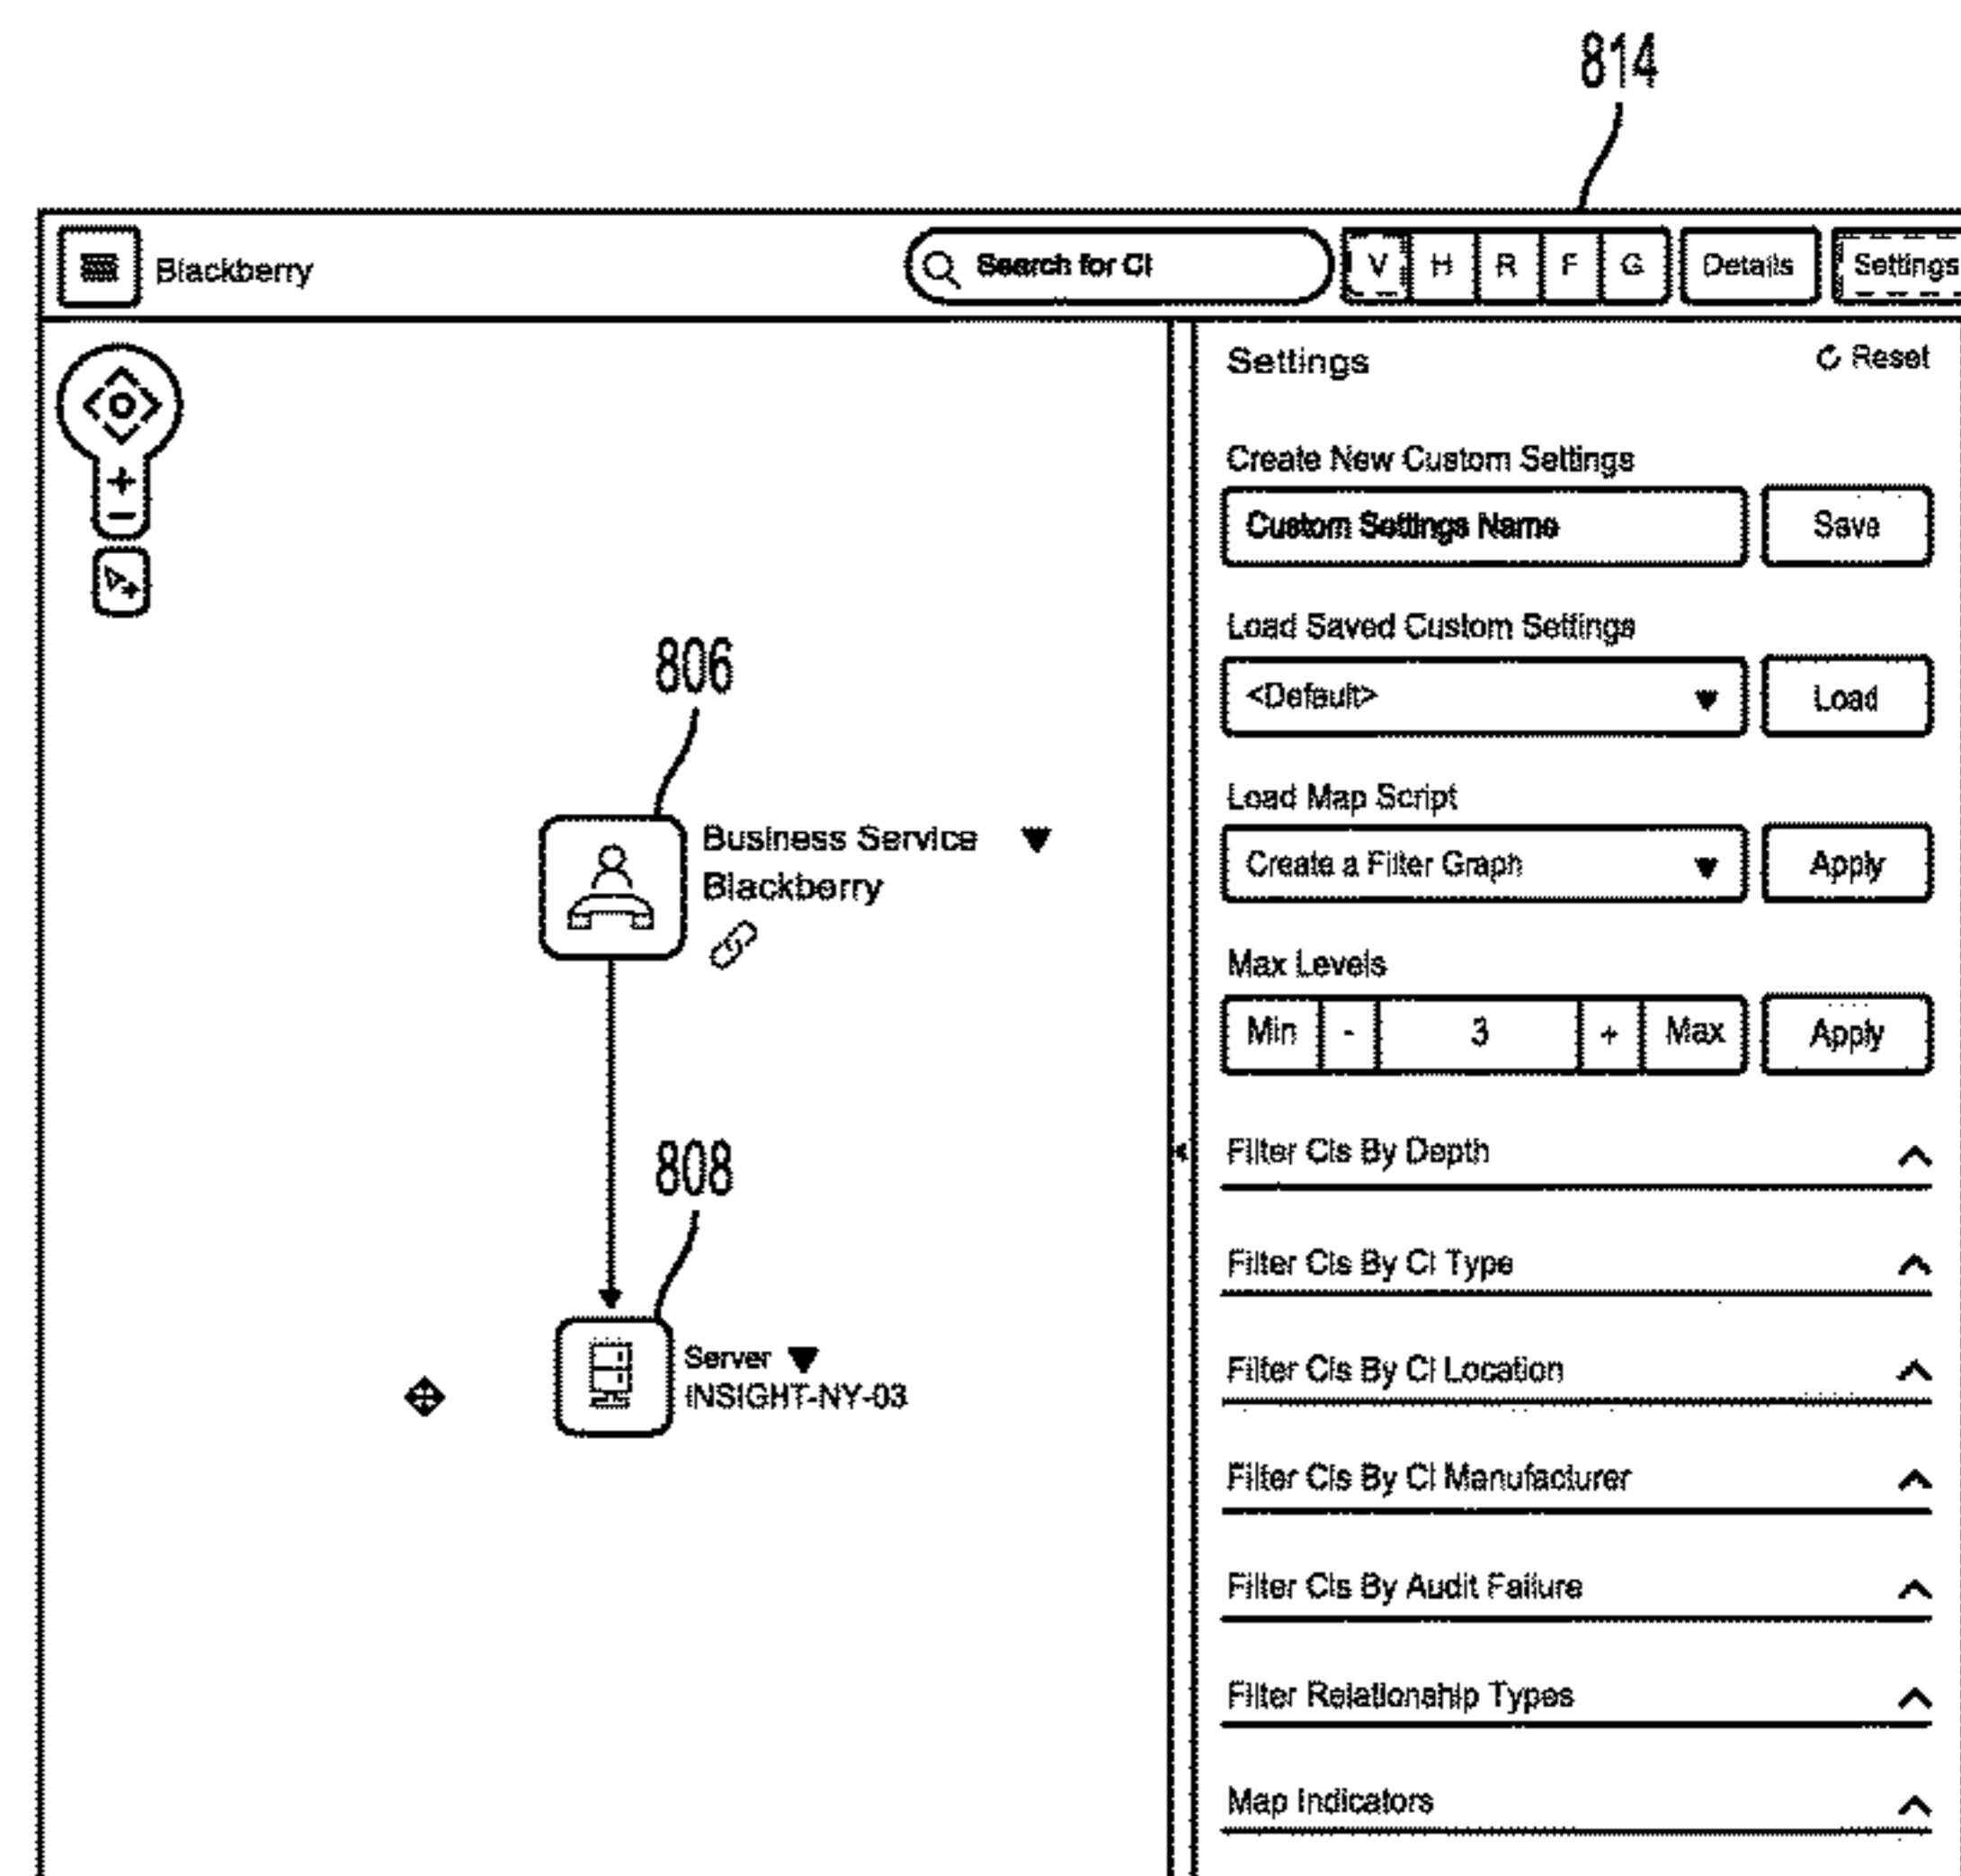 814
Blackberry
Search for CI
V H R F G
Details
Settings
Settings
Reset
Create New Custom Settings
Custom Settings Name
Save
Load Saved Custom Settings
<Default>
Load
Load Map Script
Create a Filter Graph
Apply
Max Levels
Min - 3 + Max
Apply
Filter CIs By Depth
Filter CIs By CI Type
Filter CIs By CI Location
Filter CIs By CI Manufacturer
Filter CIs By Audit Failure
Filter Relationship Types
Map Indicators
+
-
806
Business Service
Blackberry
808
Server
INSIGHT-NY-03